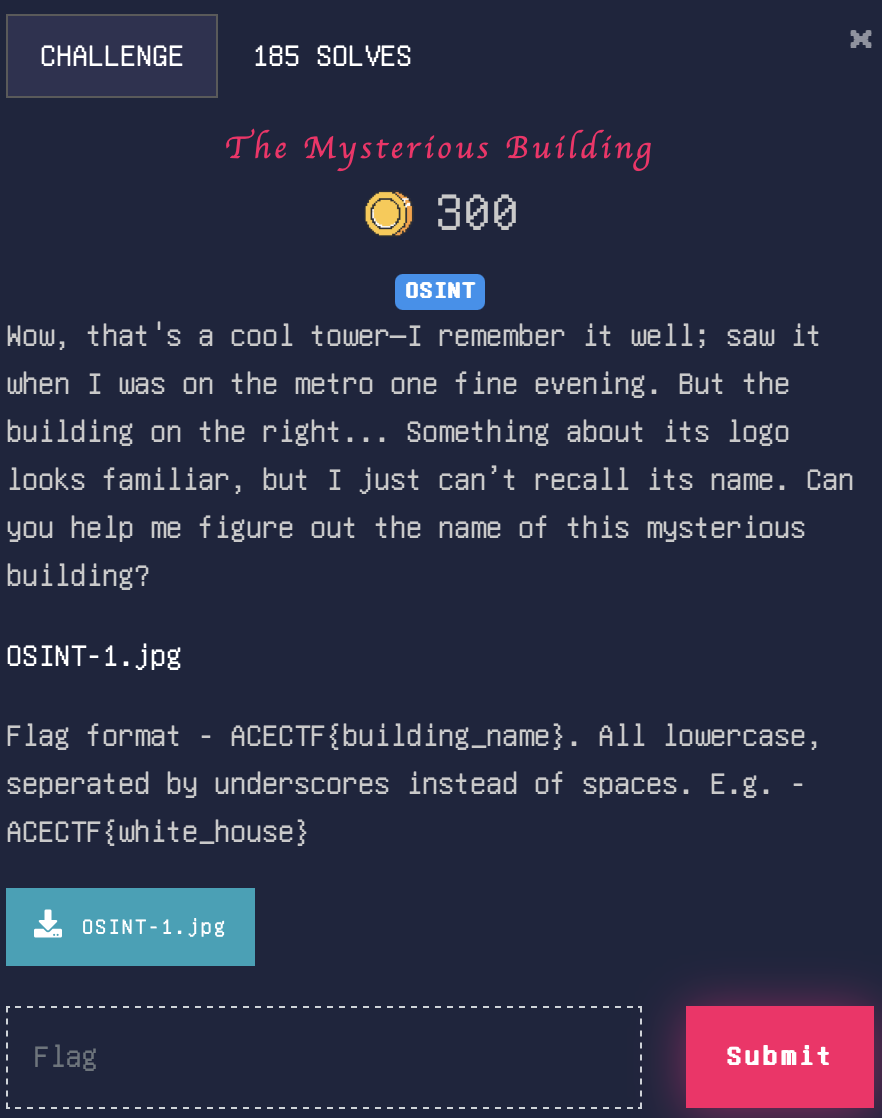 CHALLENGE
185 SOLVES
The Mysterious Building
300
OSINT
Wow, that's a cool tower—I remember it well; saw it
when I was on the metro one fine evening. But the
building on the right... Something about its logo
looks familiar, but I just can’t recall its name. Can
you help me figure out the name of this mysterious
building?
OSINT-1.jpg
Flag format - ACECTF{building_name}. All lowercase,
seperated by underscores instead of spaces. E.g. -
ACECTF{white_house}
OSINT-1.jpg
Flag
Submit